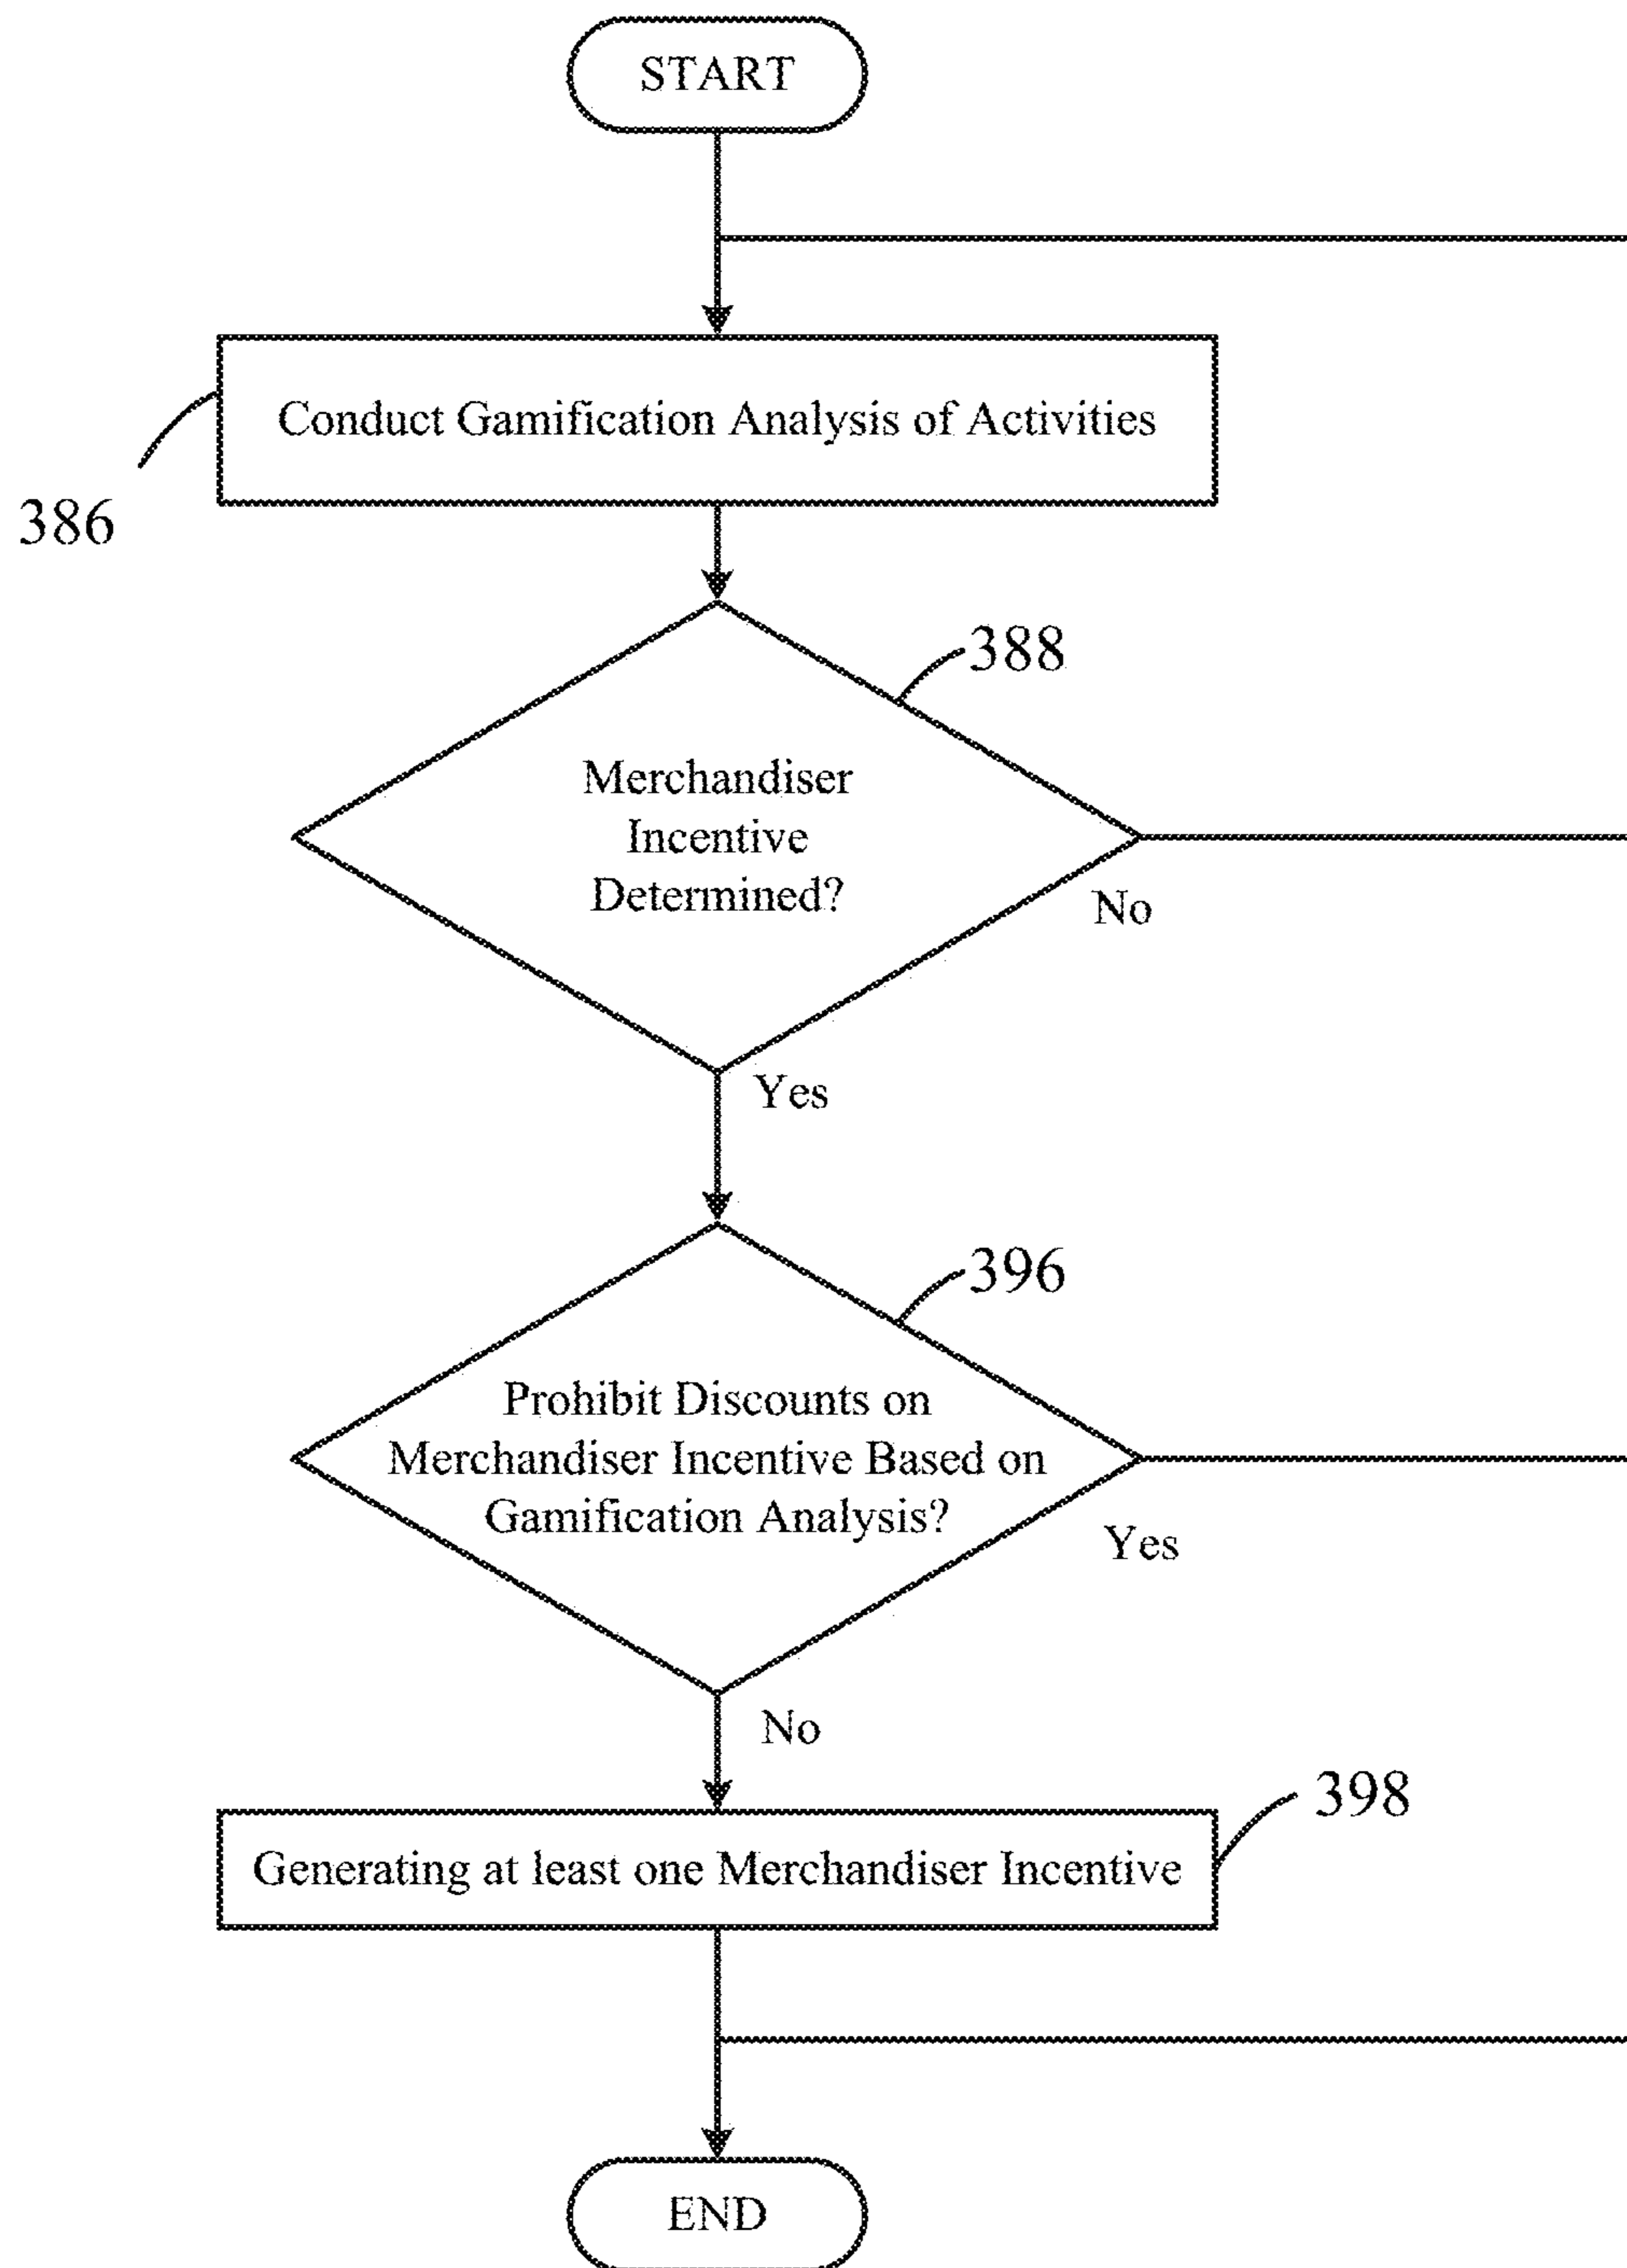 START
Conduct Gamification Analysis of Activities
386
388
Merchandiser
Incentive
Determined?
No
Yes
396
Prohibit Discounts on
Merchandiser Incentive Based on
Gamification Analysis?
Yes
No
398
Generating at least one Merchandiser Incentive
END